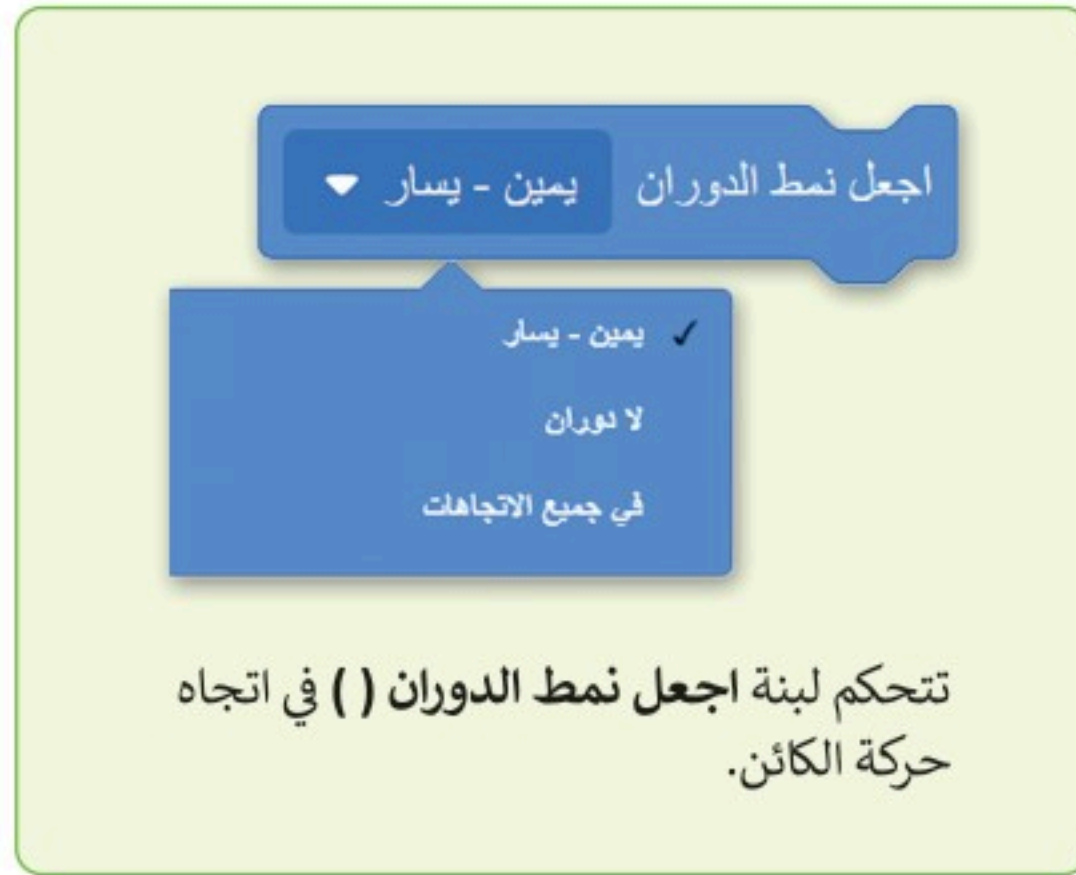 اجعل نمط الدوران يمين - يسار
يمين - يسار
لا دوران
في جميع الاتجاهات
تتحكم لبنة اجعل نمط الدوران ( ) في اتجاه
حركة الكائن.